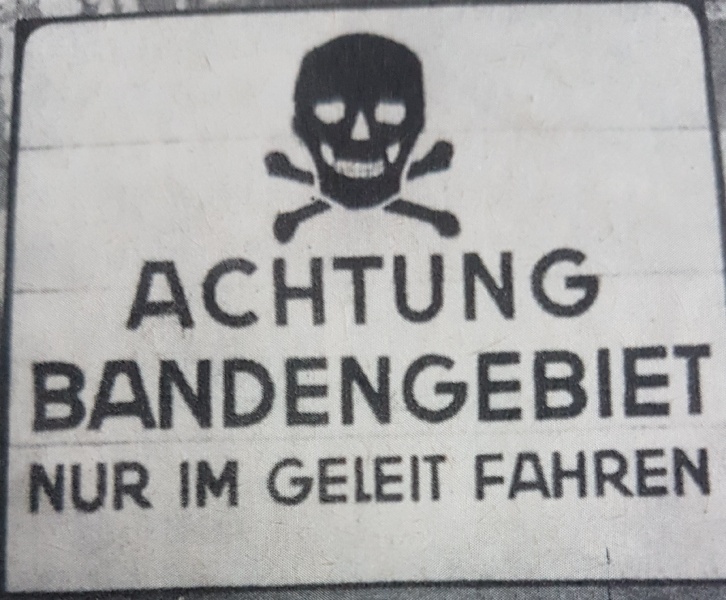 ACHTUNG
BANDENGEBIET
NUR IM GELEIT FAHREN